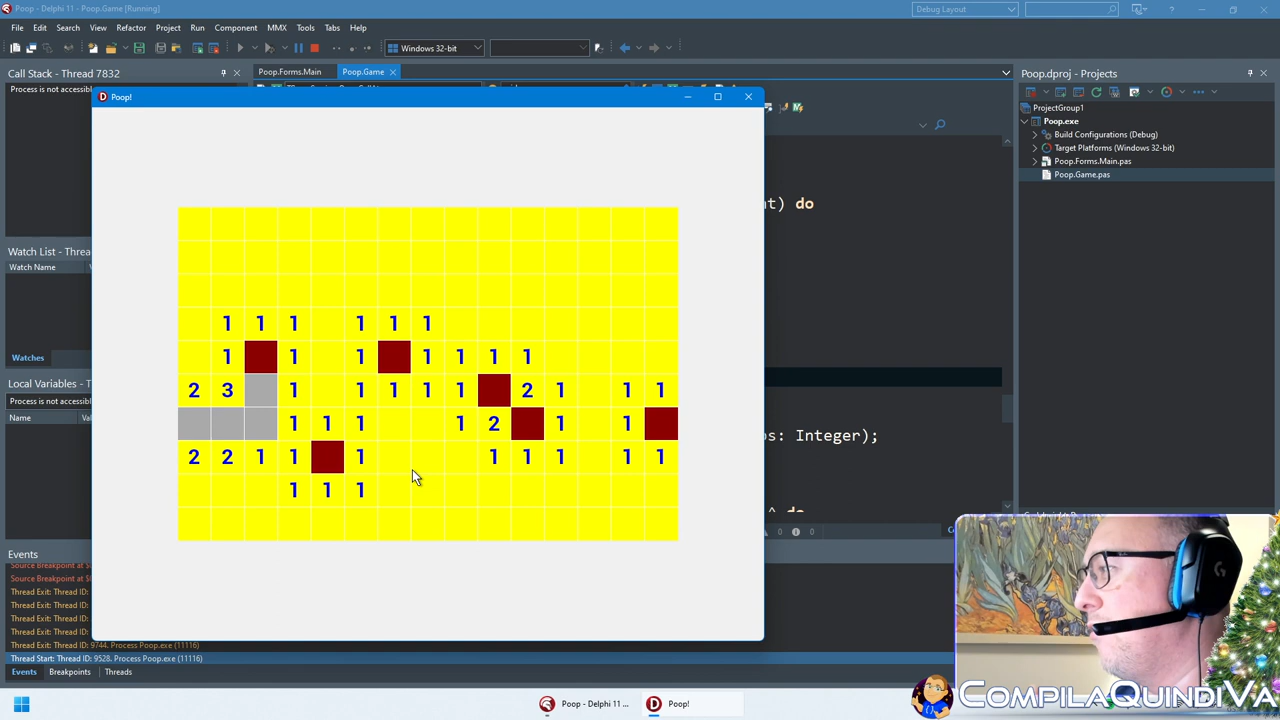 Poop - Delphi 11 - Poop.Game [Running]
Debug Layout
File Edit Search View Refactor Project Run Component MMX Tools Tabs Help
Windows 32-bit
Call Stack - Thread 7832
Poop.Forms.Main Poop.Game
Poop.dproj - Projects
Process is not accessibl
Poop!
ProjectGroup1
Poop.exe
Build Configurations (Debug)
Target Platforms (Windows 32-bit)
Poop.Forms.Main.pas
Poop.Game.pas
t) do
Watch List - Threa
Watch Name
Watches
Local Variables - T
Process is not accessibl
Name Val
1 1 1 1 1 1
1 1 1 1 1 1 1
2 3 1 1 1 1 1 2 1 1 1
1 1 1 1 2 1 1
2 2 1 1 1 1 1 1 1 1
1 1 1
os: Integer);
^ do
0 0
Events
Source Breakpoint at $
Source Breakpoint at $
Thread Exit: Thread ID:
Thread Exit: Thread ID:
Thread Exit: Thread ID:
Thread Exit: Thread ID:
Thread Exit: Thread ID: 9744. Process Poop.exe (11116)
Thread Start: Thread ID: 9528. Process Poop.exe (11116)
Events Breakpoints Threads
Poop - Delphi 11 ...
Poop!
COMPILAQUINDIVA